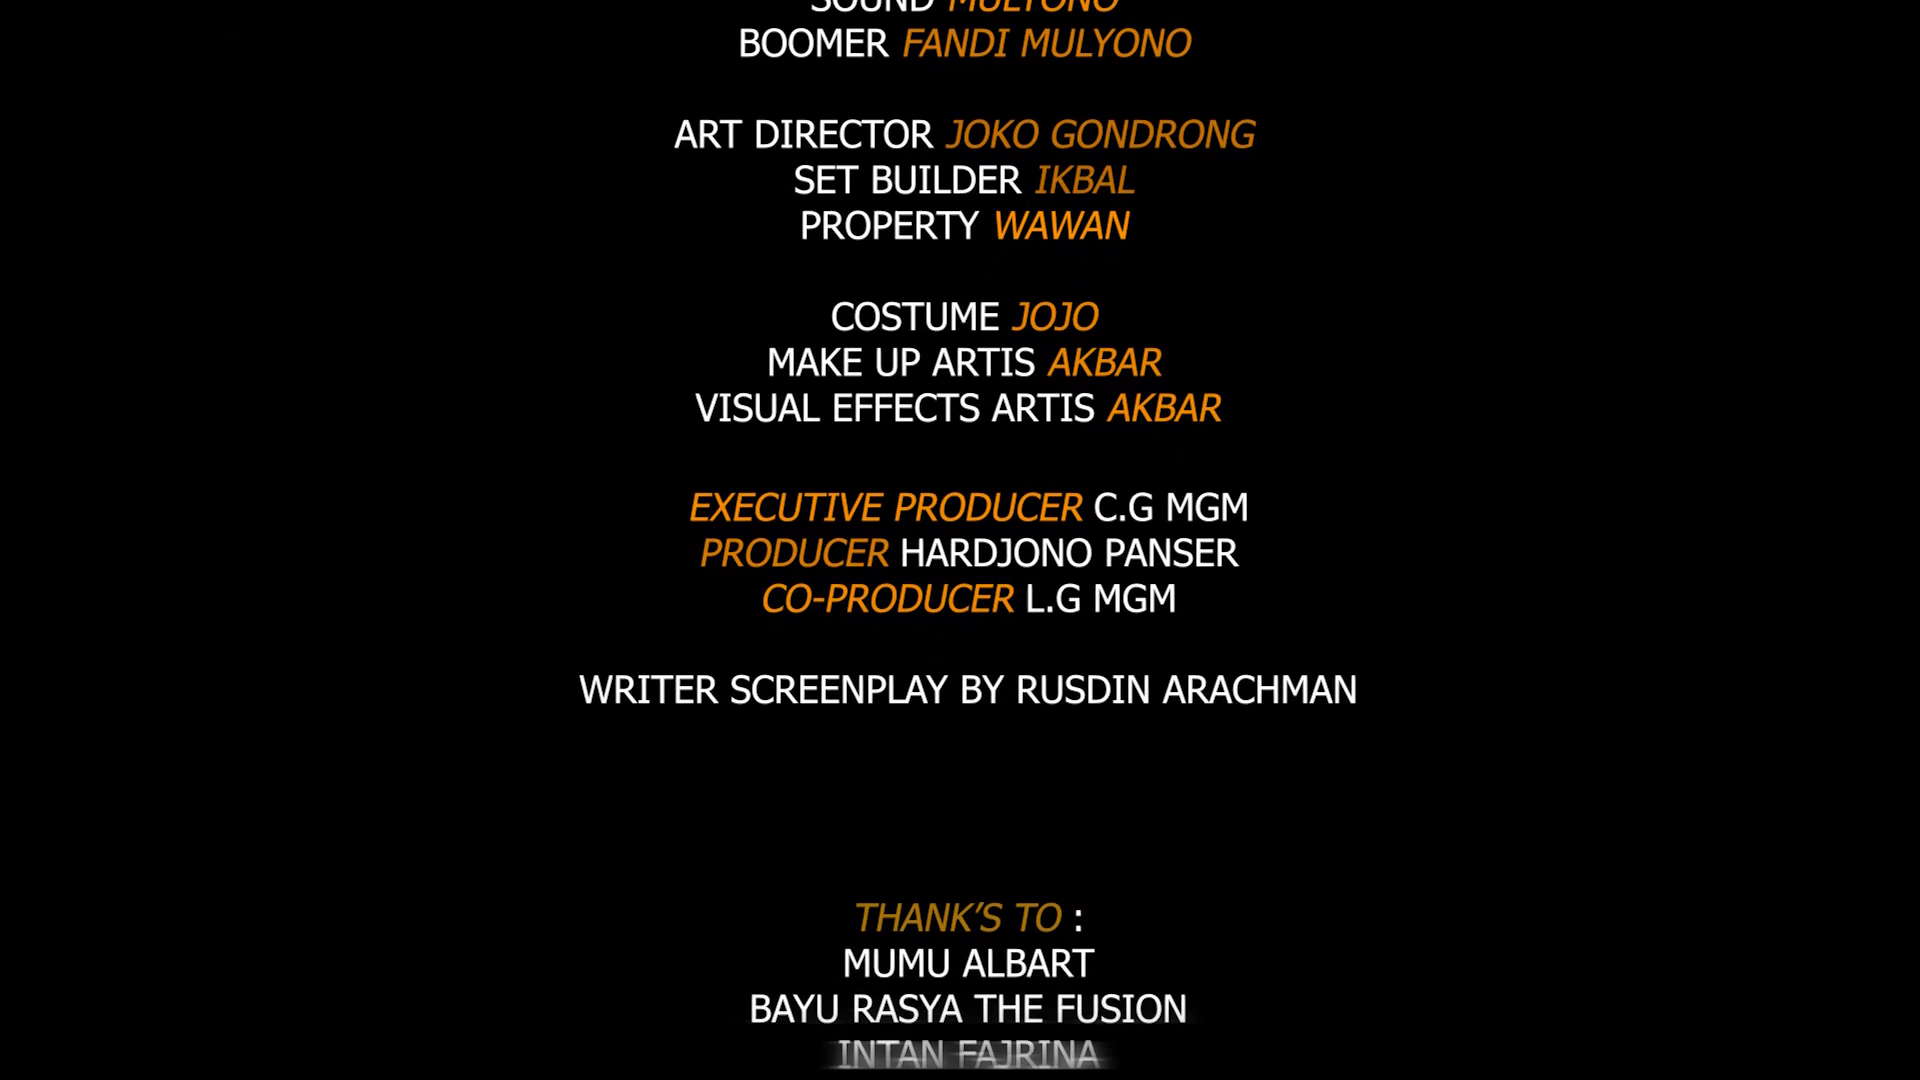 SOUND MULYONO
BOOMER FANDI MULYONO
ART DIRECTOR JOKO GONDRONG
SET BUILDER IKBAL
PROPERTY WAWAN
COSTUME JOJO
MAKE UP ARTIS AKBAR
VISUAL EFFECTS ARTIS AKBAR
EXECUTIVE PRODUCER C.G MGM
PRODUCER HARDJONO PANSER
CO-PRODUCER L.G MGM
WRITER SCREENPLAY BY RUSDIN ARACHMAN
THANK’S TO :
MUMU ALBART
BAYU RASYA THE FUSION
INTAN FAJRINA